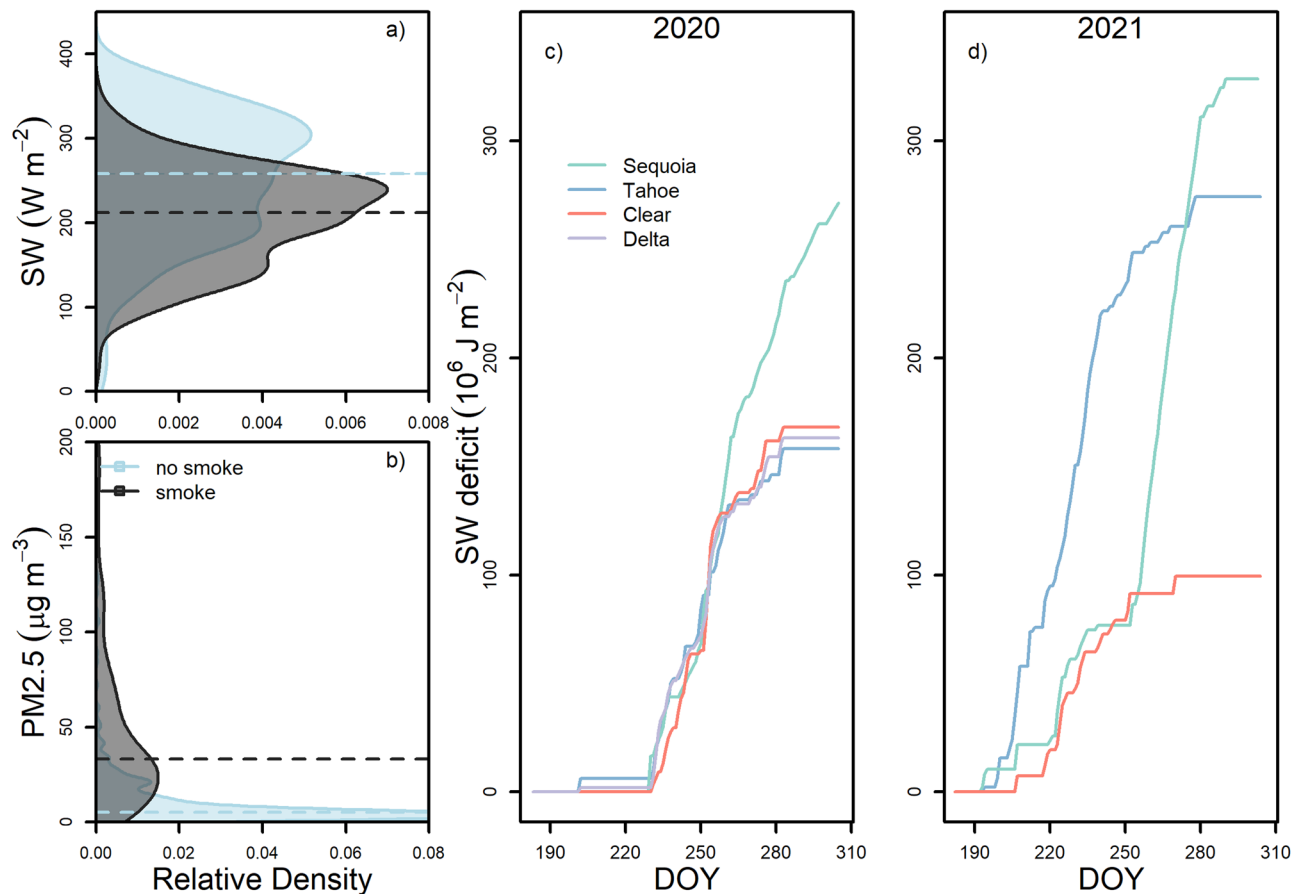 a)
SW (W m−2)
400
300
200
100
0
0.000 0.002 0.004 0.006 0.008
b)
no smoke
smoke
PM2.5 (μg m−3)
200
150
100
50
0
0.00 0.02 0.04 0.06 0.08
Relative Density
2020
c)
Sequoia
Tahoe
Clear
Delta
SW deficit (10^6 J m−2)
300
200
100
0
190 220 250 280 310
DOY
2021
d)
300
200
100
0
190 220 250 280 310
DOY